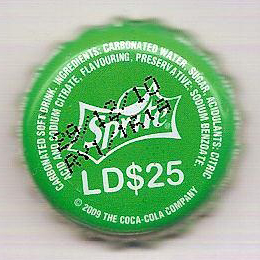 CARBONATED SOFT DRINK. INGREDIENTS: CARBONATED WATER, SUGAR, ACIDULANTS: CITRIC
ACID AND SODIUM CITRATE, FLAVOURING, PRESERVATIVE: SODIUM BENZOATE.
Sprite
LD$25
© 2009 THE COCA-COLA COMPANY